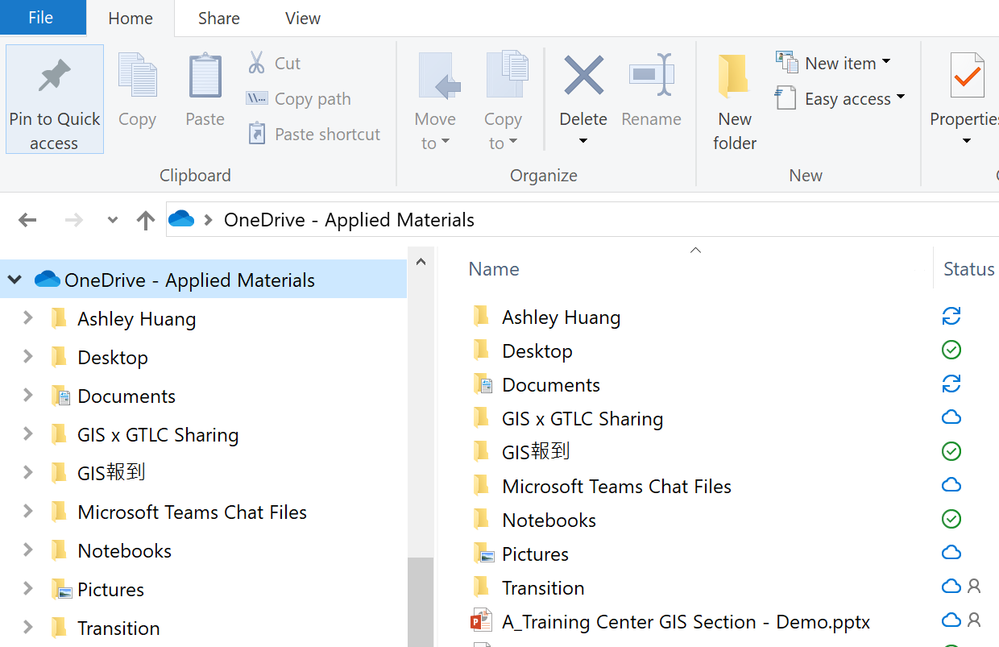 File Home Share View
Pin to Quick access
Copy
Paste
Cut
Copy path
Paste shortcut
Clipboard
Move to
Copy to
Delete
Rename
Organize
New folder
New item
Easy access
New
Properties
OneDrive - Applied Materials
OneDrive - Applied Materials
Ashley Huang
Desktop
Documents
GIS x GTLC Sharing
GIS報到
Microsoft Teams Chat Files
Notebooks
Pictures
Transition
Name Status
Ashley Huang
Desktop
Documents
GIS x GTLC Sharing
GIS報到
Microsoft Teams Chat Files
Notebooks
Pictures
Transition
A_Training Center GIS Section - Demo.pptx